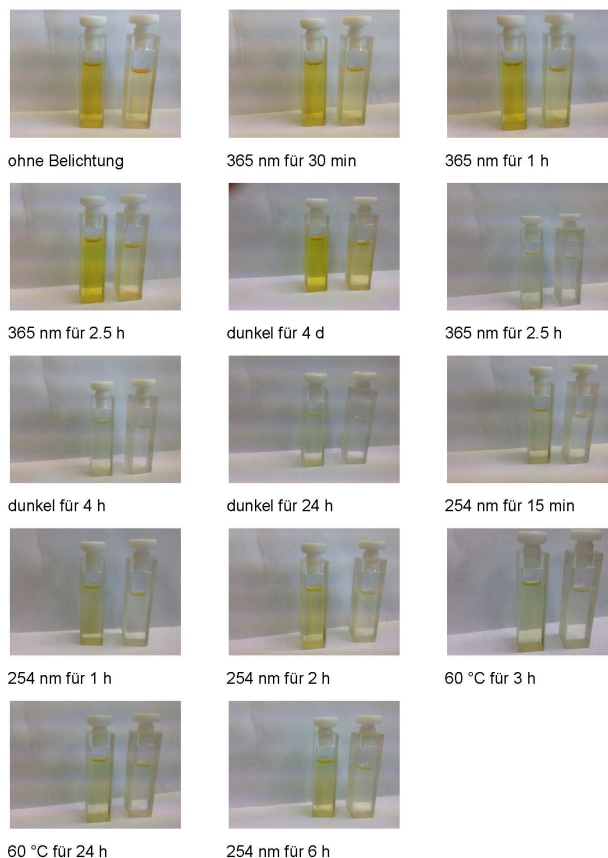 ohne Belichtung
365 nm für 30 min
365 nm für 1 h
365 nm für 2.5 h
dunkel für 4 d
365 nm für 2.5 h
dunkel für 4 h
dunkel für 24 h
254 nm für 15 min
254 nm für 1 h
254 nm für 2 h
60 °C für 3 h
60 °C für 24 h
254 nm für 6 h